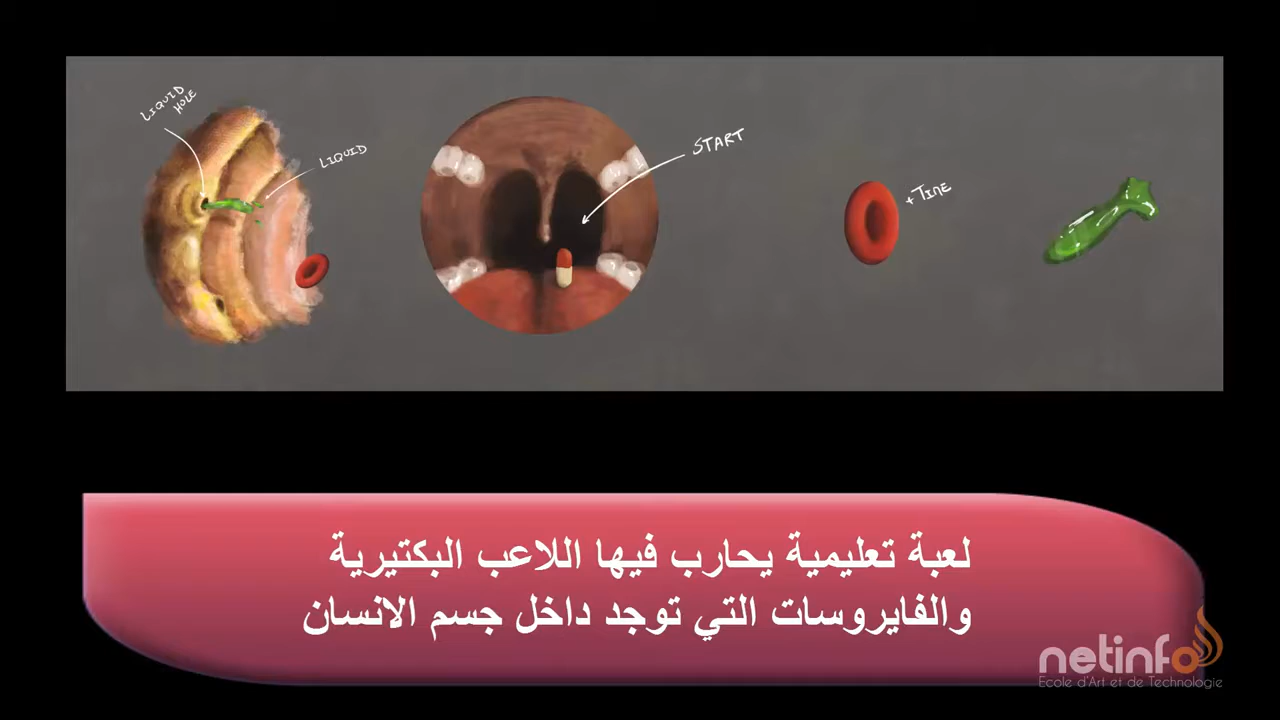 LIQUID
HOLE
LIQUID
START
+ TIME
لعبة تعليمية يحارب فيها اللاعب البكتيرية
والفايروسات التي توجد داخل جسم الانسان
netinfo
Ecole d'Art et de Technologie